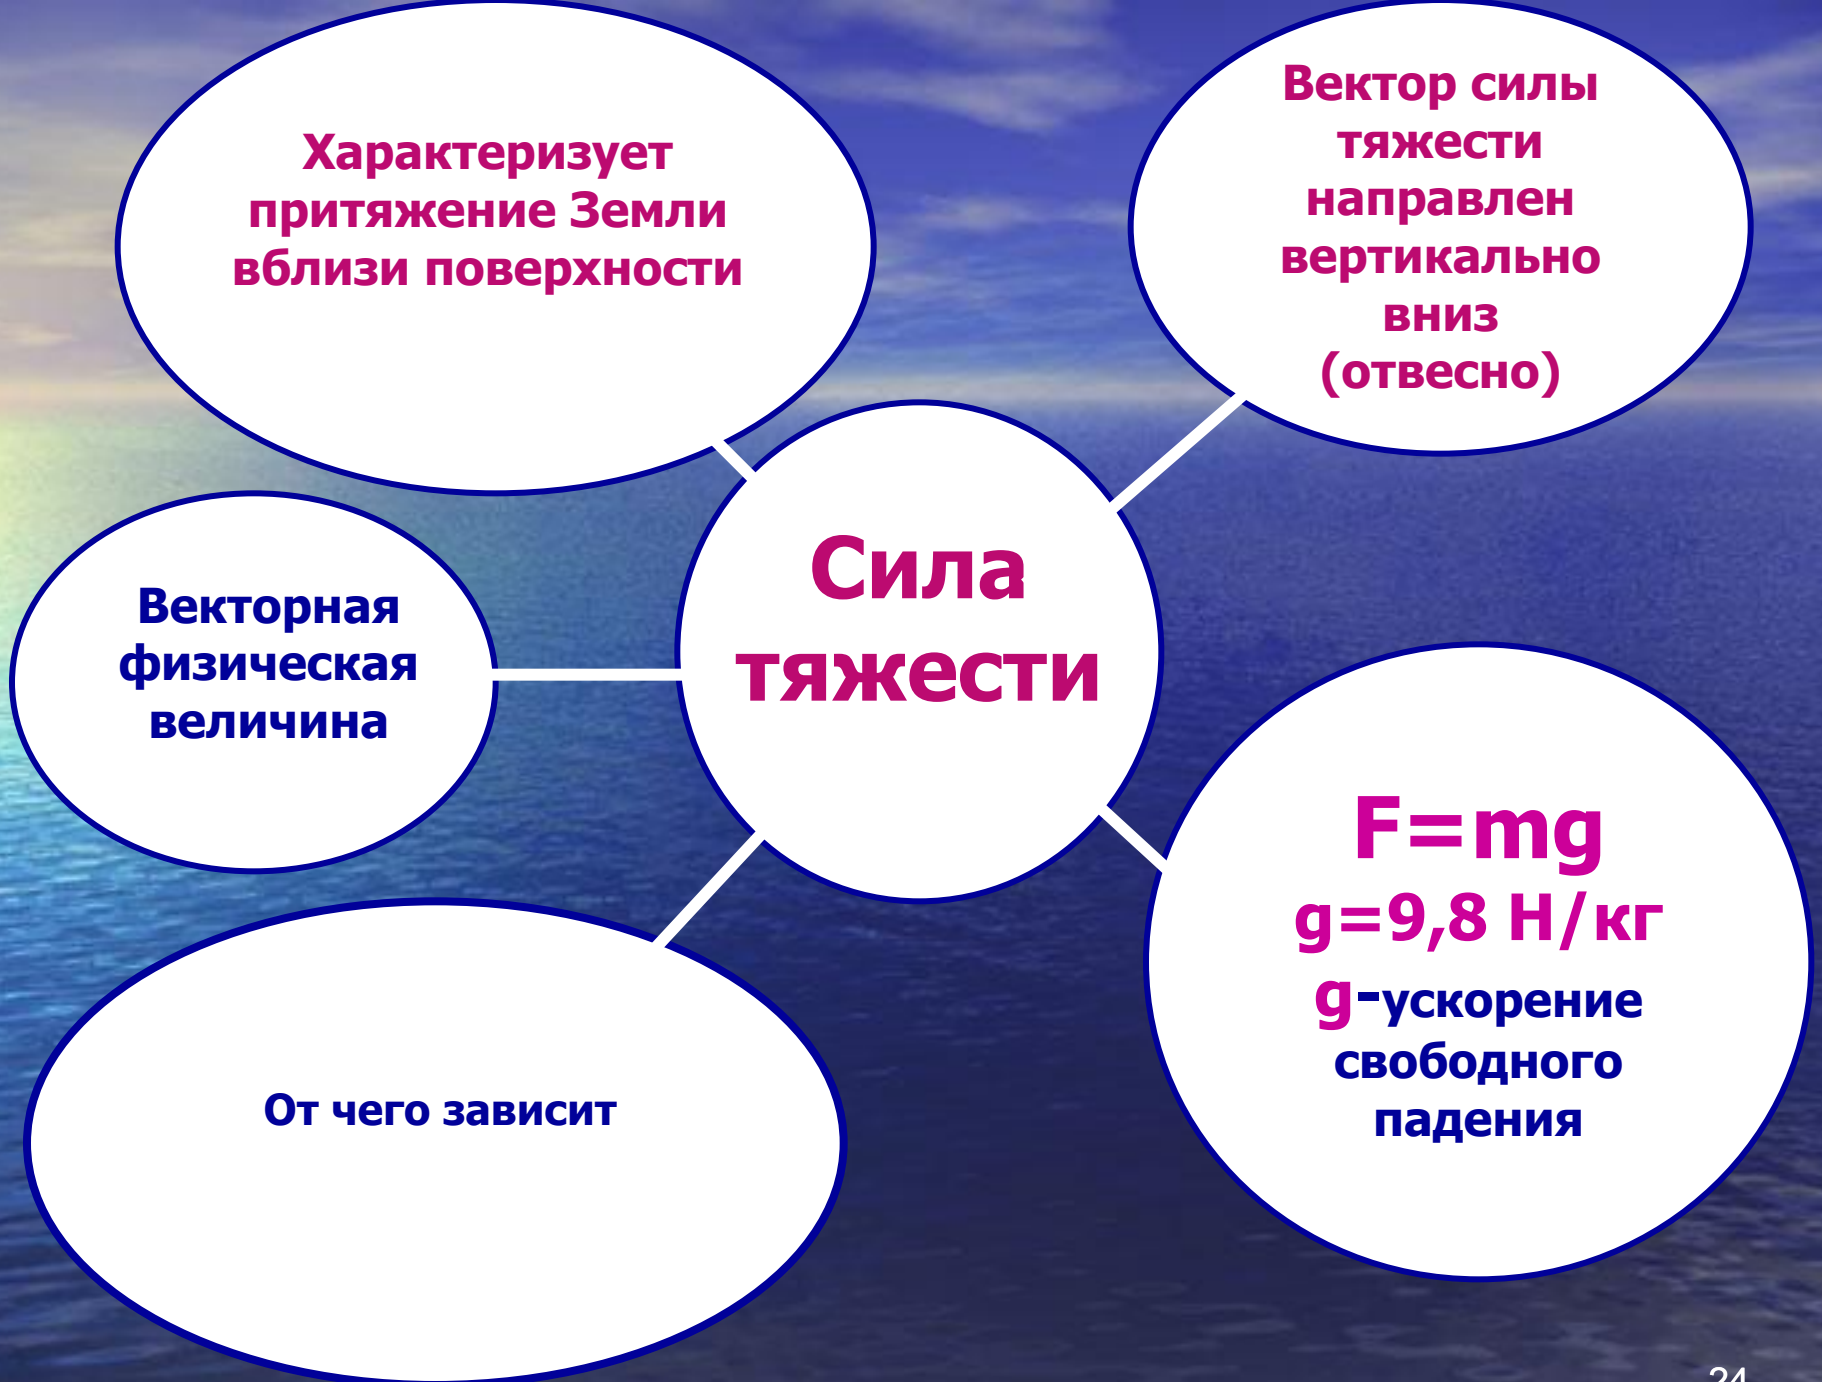 Характеризует
притяжение Земли
вблизи поверхности
Вектор силы
тяжести
направлен
вертикально
вниз
(отвесно)
Сила
тяжести
Векторная
физическая
величина
F=mg
g=9,8 Н/кг
g-ускорение
свободного
падения
От чего зависит
24